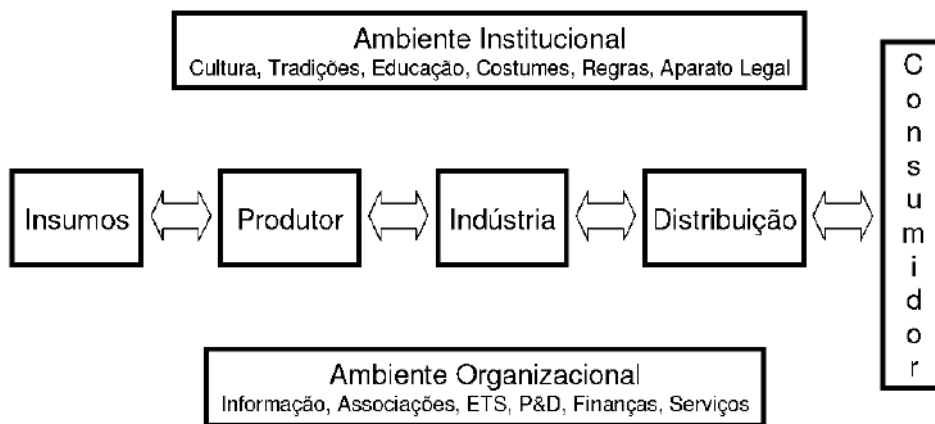 Ambiente Institucional
Cultura, Tradições, Educação, Costumes, Regras, Aparato Legal
Insumos
Produtor
Indústria
Distribuição
Consumidor
Ambiente Organizacional
Informação, Associações, ETS, P&D, Finanças, Serviços